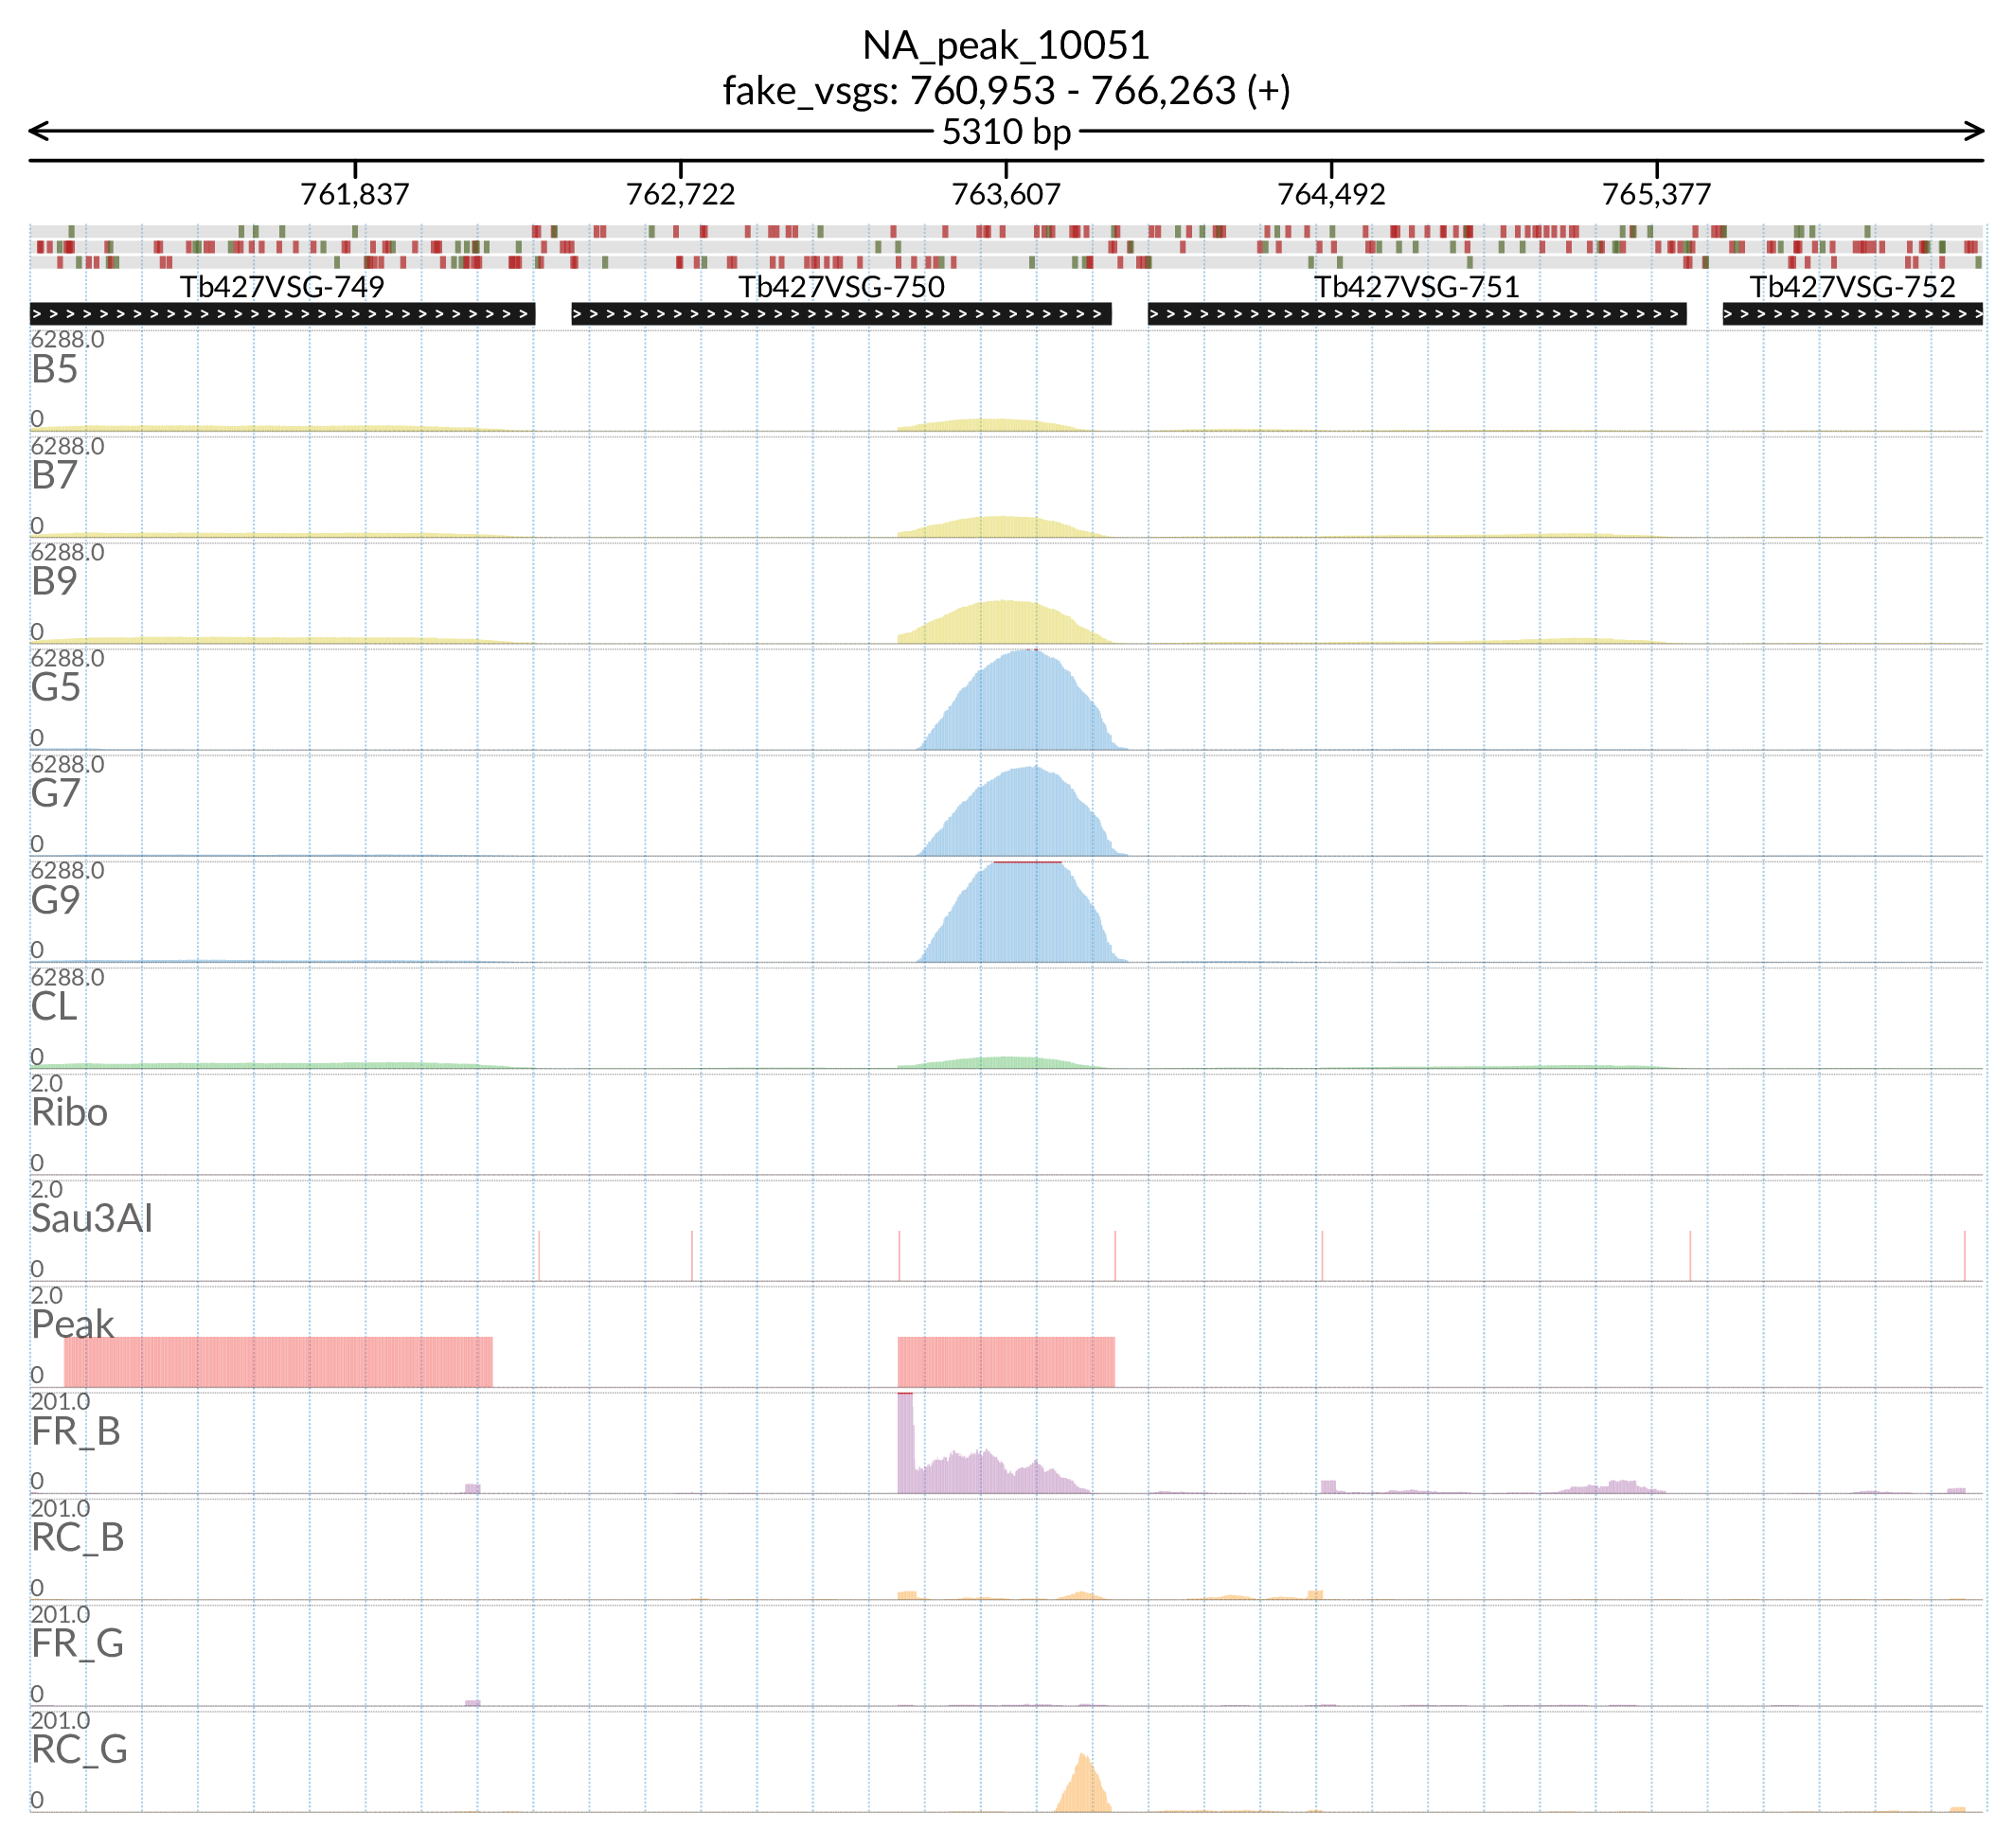 NA_peak_10051
fake_vsgs: 760,953 - 766,263 (+)
5310 bp
761,837 762,722 763,607 764,492 765,377
Tb427VSG-749 Tb427VSG-750 Tb427VSG-751 Tb427VSG-752
6288.0
B5
0
6288.0
B7
0
6288.0
B9
0
6288.0
G5
0
6288.0
G7
0
6288.0
G9
0
6288.0
CL
0
2.0
Ribo
0
2.0
Sau3AI
0
2.0
Peak
0
201.0
FR_B
0
201.0
RC_B
0
201.0
FR_G
0
201.0
RC_G
0